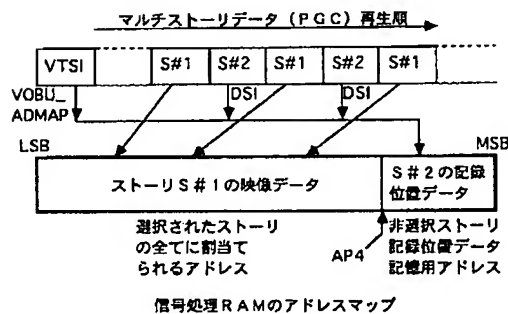 マルチストーリデータ（PGC）再生順
VTSI
S#1
S#2
S#1
S#2
S#1
VOBU_
ADMAP
DSI
DSI
LSB
MSB
ストーリS#1の映像データ
S#2の記録
位置データ
選択されたストーリ
の全てに割当て
られるアドレス
AP4
非選択ストーリ
記録位置データ
記憶用アドレス
信号処理RAMのアドレスマップ